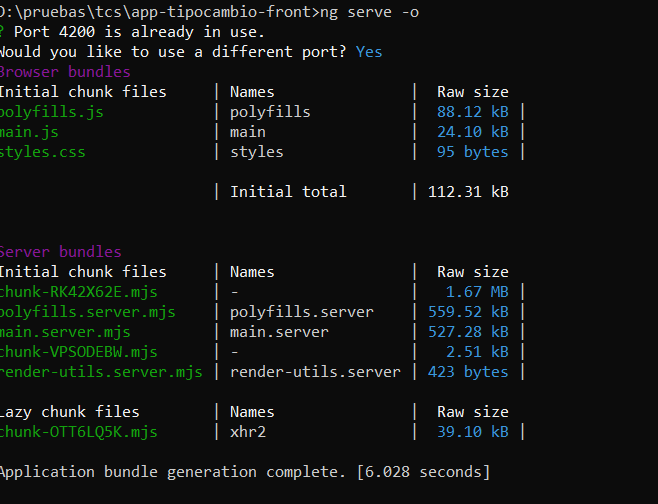 D:\pruebas\tcs\app-tipocambio-front>ng serve -o
? Port 4200 is already in use.
Would you like to use a different port? Yes
Browser bundles
Initial chunk files | Names | Raw size
polyfills.js | polyfills | 88.12 kB |
main.js | main | 24.10 kB |
styles.css | styles | 95 bytes |
| Initial total | 112.31 kB
Server bundles
Initial chunk files | Names | Raw size
chunk-RK42X62E.mjs | - | 1.67 MB |
polyfills.server.mjs | polyfills.server | 559.52 kB |
main.server.mjs | main.server | 527.28 kB |
chunk-VPSODEBW.mjs | - | 2.51 kB |
render-utils.server.mjs | render-utils.server | 423 bytes |
Lazy chunk files | Names | Raw size
chunk-OTT6LQ5K.mjs | xhr2 | 39.10 kB |
Application bundle generation complete. [6.028 seconds]